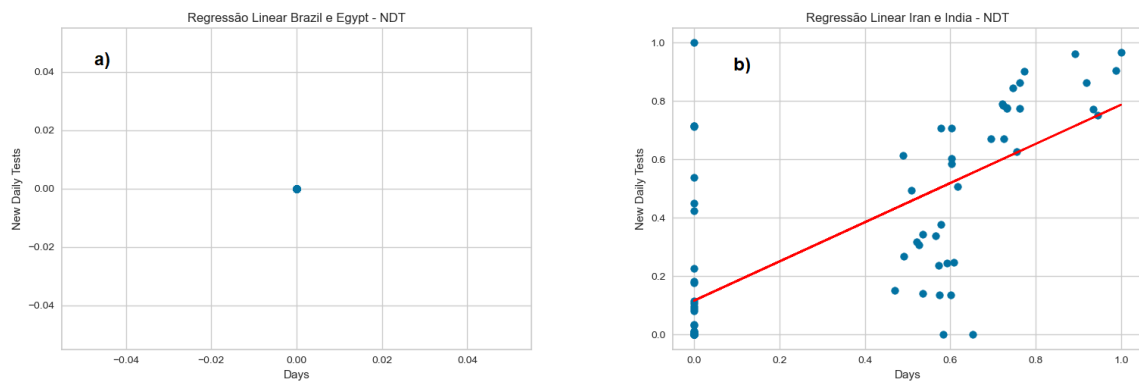 Regressão Linear Brazil e Egypt - NDT
a)
0.04
0.02
0.00
−0.02
−0.04
New Daily Tests
−0.04
−0.02
0.00
0.02
0.04
Days
Regressão Linear Iran e India - NDT
b)
1.0
0.8
0.6
0.4
0.2
0.0
New Daily Tests
0.0
0.2
0.4
0.6
0.8
1.0
Days